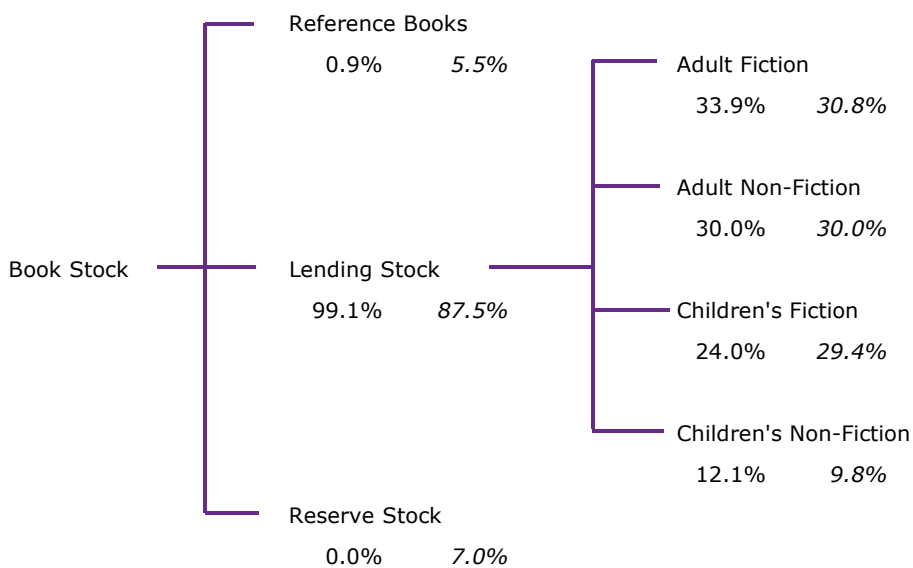 Reference Books
0.9% 5.5%
Adult Fiction
33.9% 30.8%
Adult Non-Fiction
30.0% 30.0%
Book Stock
Lending Stock
99.1% 87.5%
Children's Fiction
24.0% 29.4%
Children's Non-Fiction
12.1% 9.8%
Reserve Stock
0.0% 7.0%